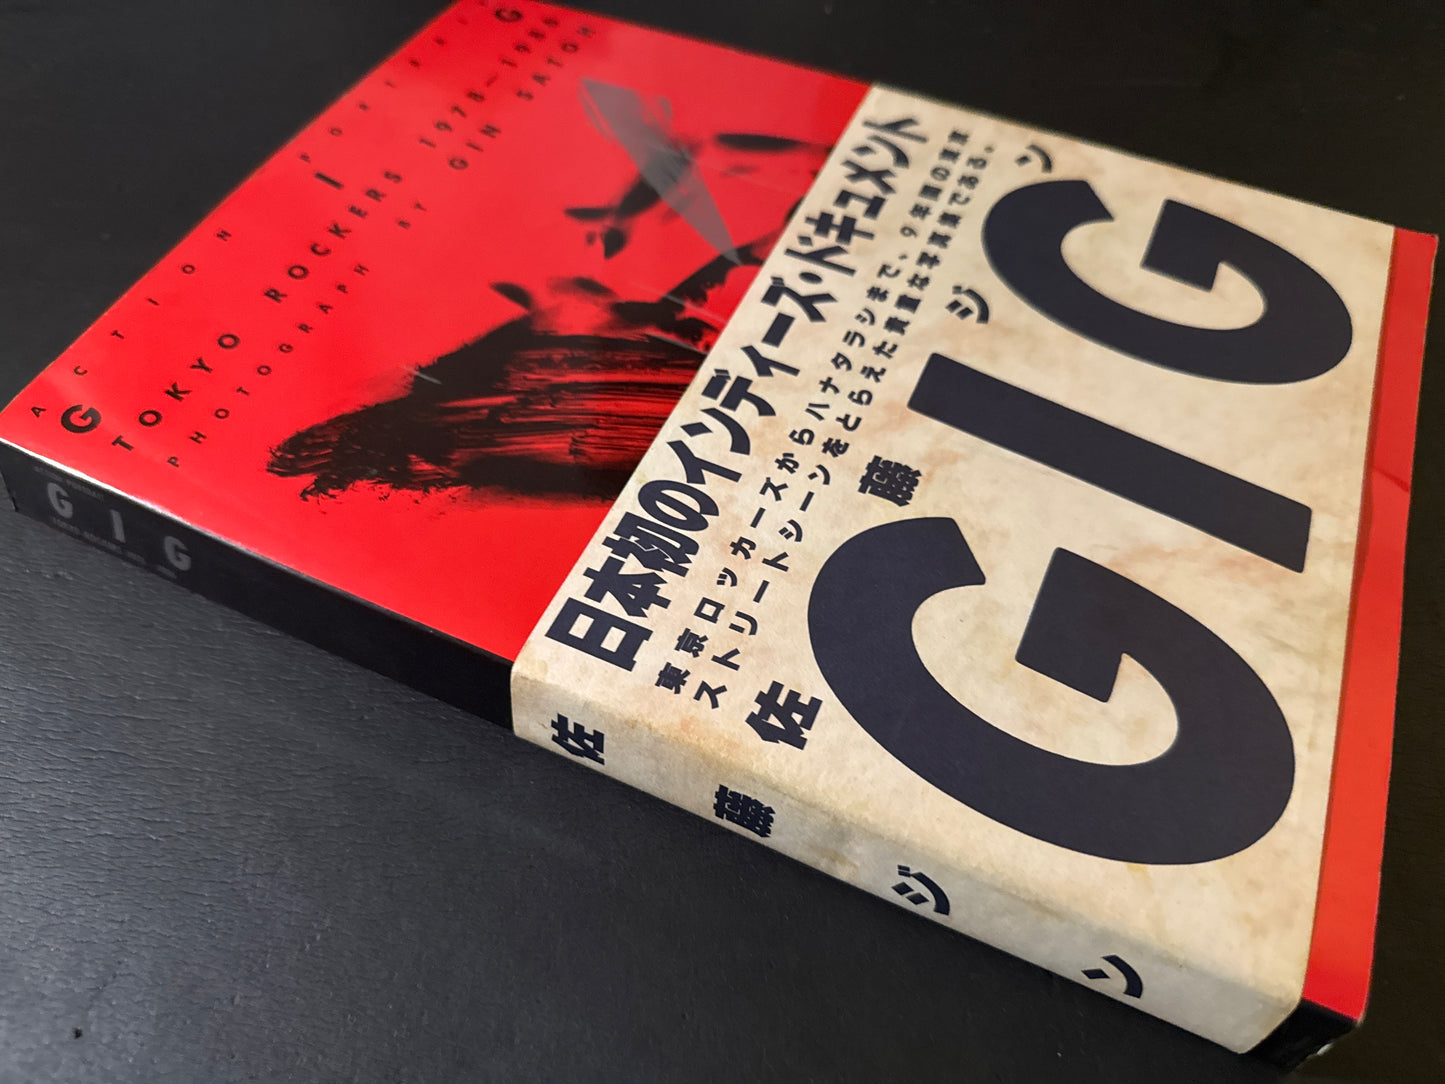 ACTION PORTRAIT
GIG
TOKYO ROCKERS 1978~1986
PHOTOGRAPH BY GIN SATOH
GIG
日本初のインディーズ・ドキュメント
東京ロッカーズからハナタラシまで、9年間の
ストリートシーンをとらえた貴重な写真集である。
佐藤ジン
GIG
佐藤ジン